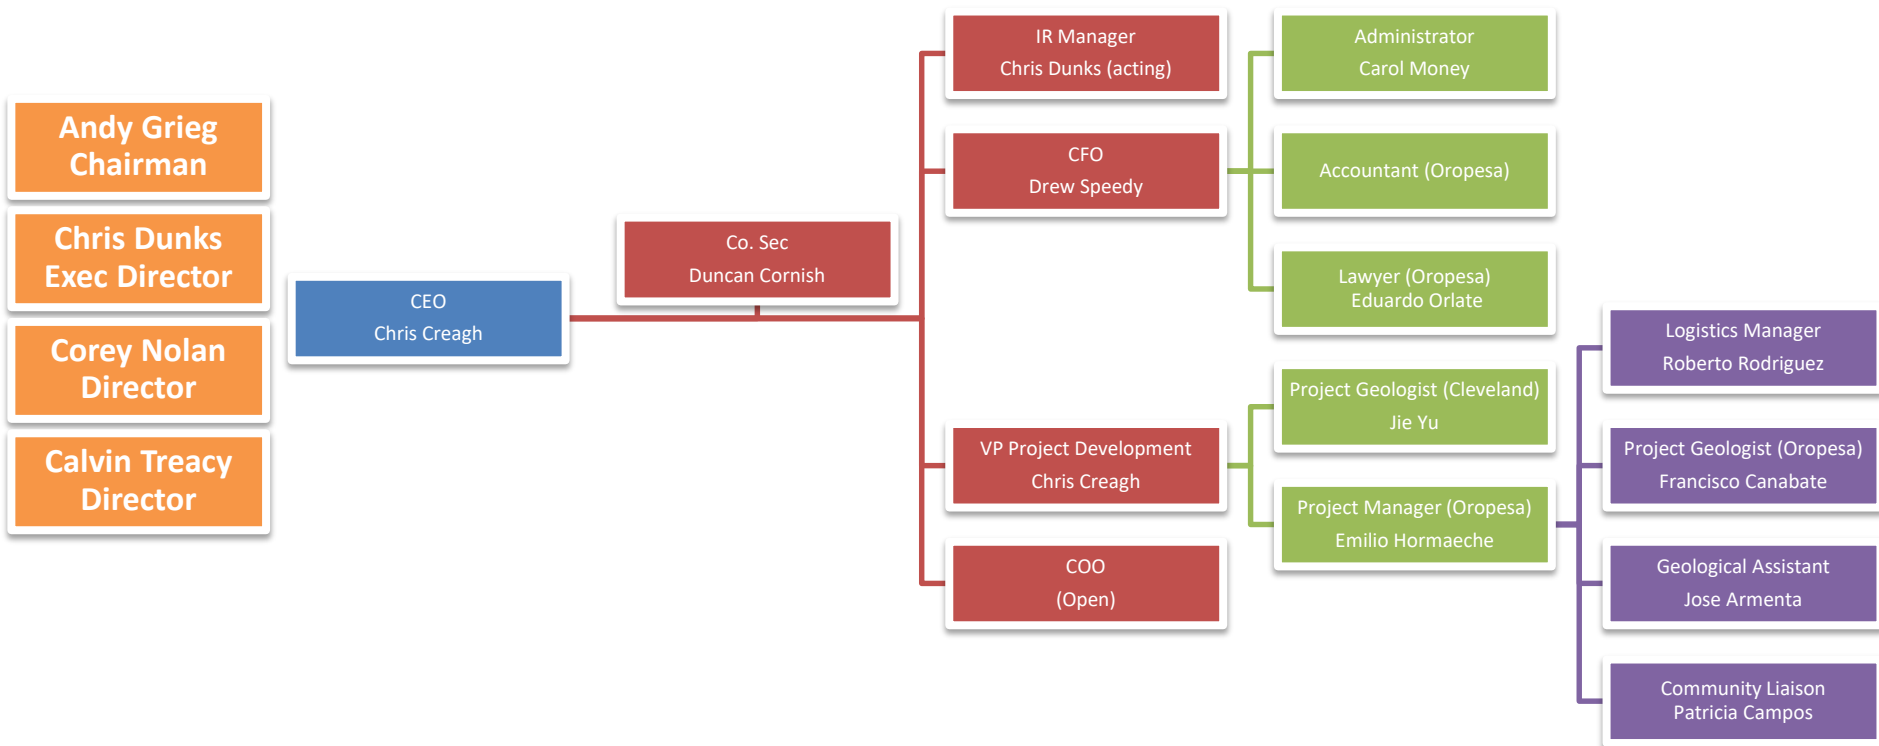 Andy Grieg
Chairman
Chris Dunks
Exec Director
Corey Nolan
Director
Calvin Treacy
Director
CEO
Chris Creagh
Co. Sec
Duncan Cornish
IR Manager
Chris Dunks (acting)
CFO
Drew Speedy
VP Project Development
Chris Creagh
COO
(Open)
Administrator
Carol Money
Accountant (Oropesa)
Lawyer (Oropesa)
Eduardo Orlate
Project Geologist (Cleveland)
Jie Yu
Project Manager (Oropesa)
Emilio Hormaeche
Logistics Manager
Roberto Rodriguez
Project Geologist (Oropesa)
Francisco Canabate
Geological Assistant
Jose Armenta
Community Liaison
Patricia Campos